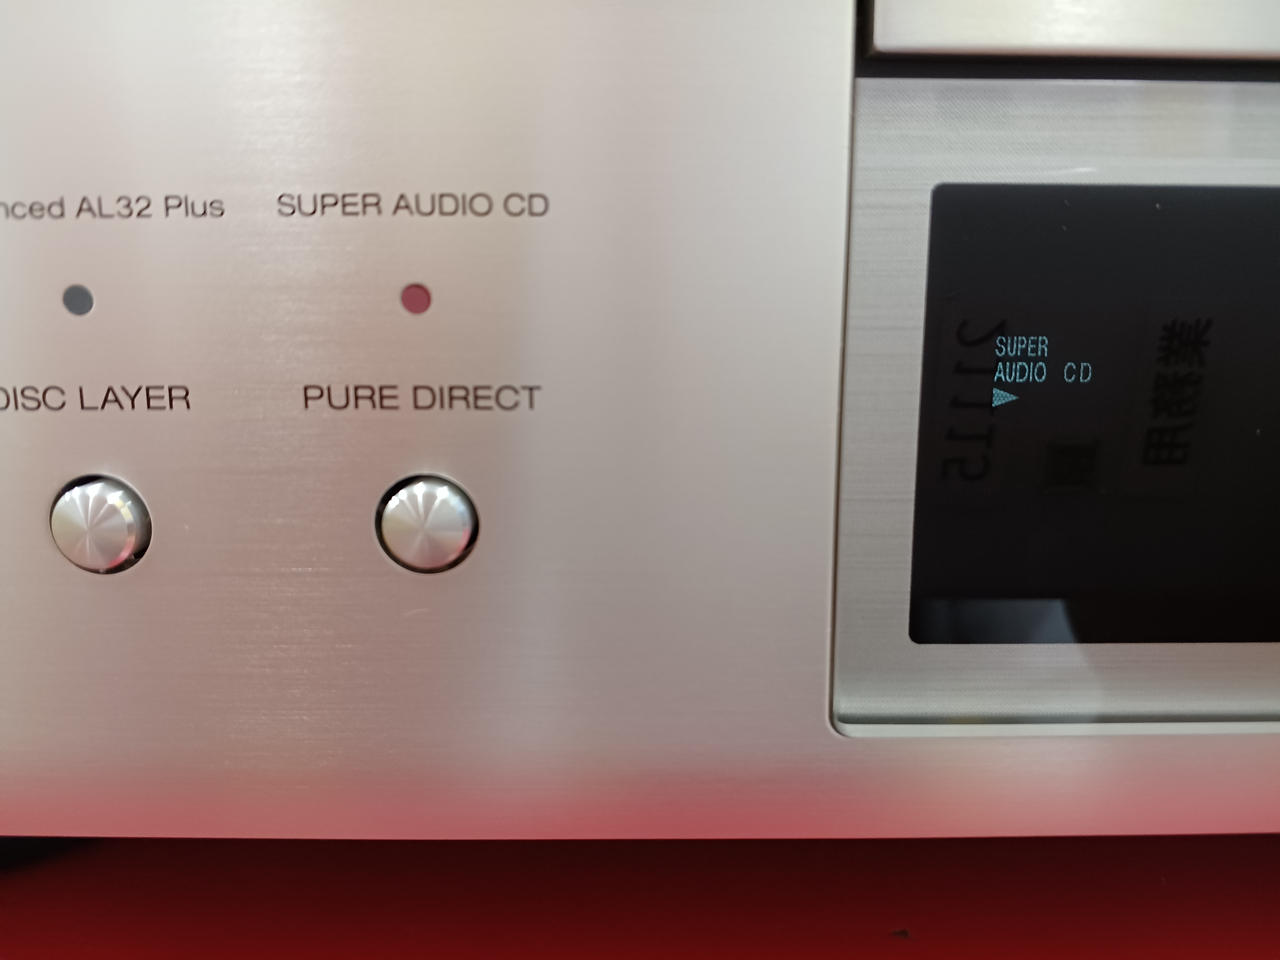 nced AL32 Plus
SUPER AUDIO CD
DISC LAYER
PURE DIRECT
SUPER
AUDIO CD